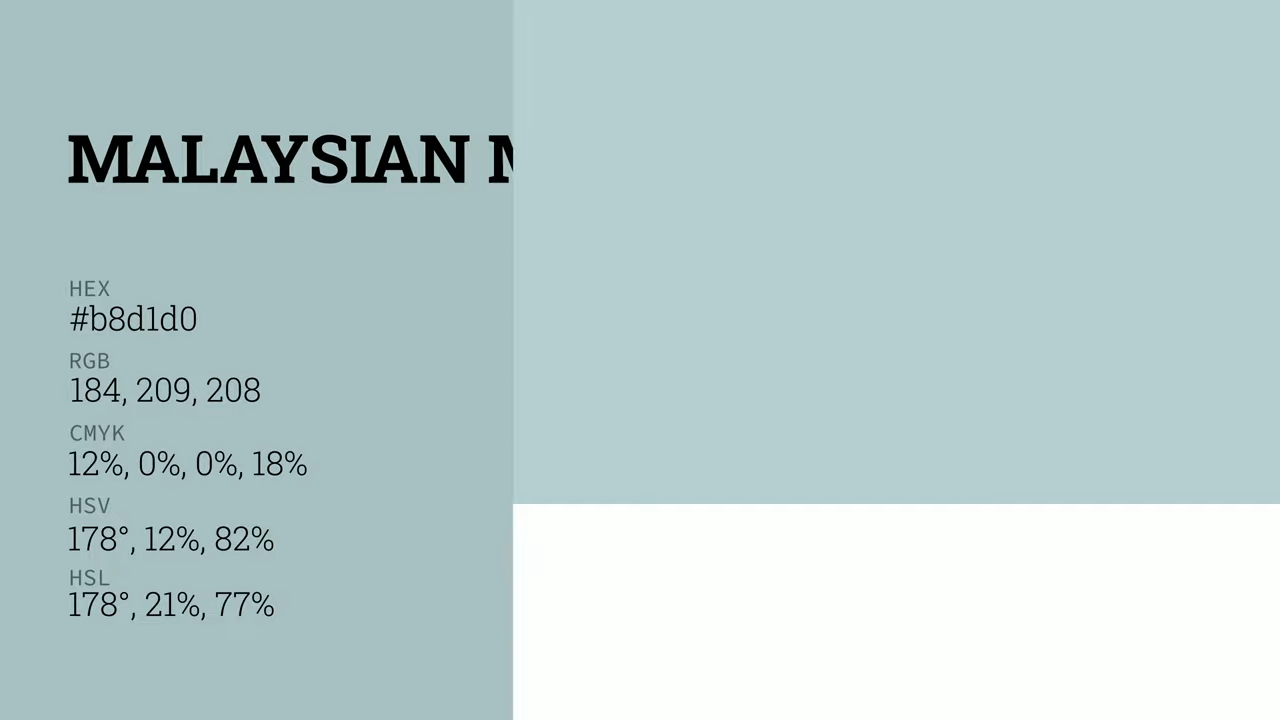 MALAYSIAN M
HEX
#b8d1d0
RGB
184, 209, 208
CMYK
12%, 0%, 0%, 18%
HSV
178°, 12%, 82%
HSL
178°, 21%, 77%